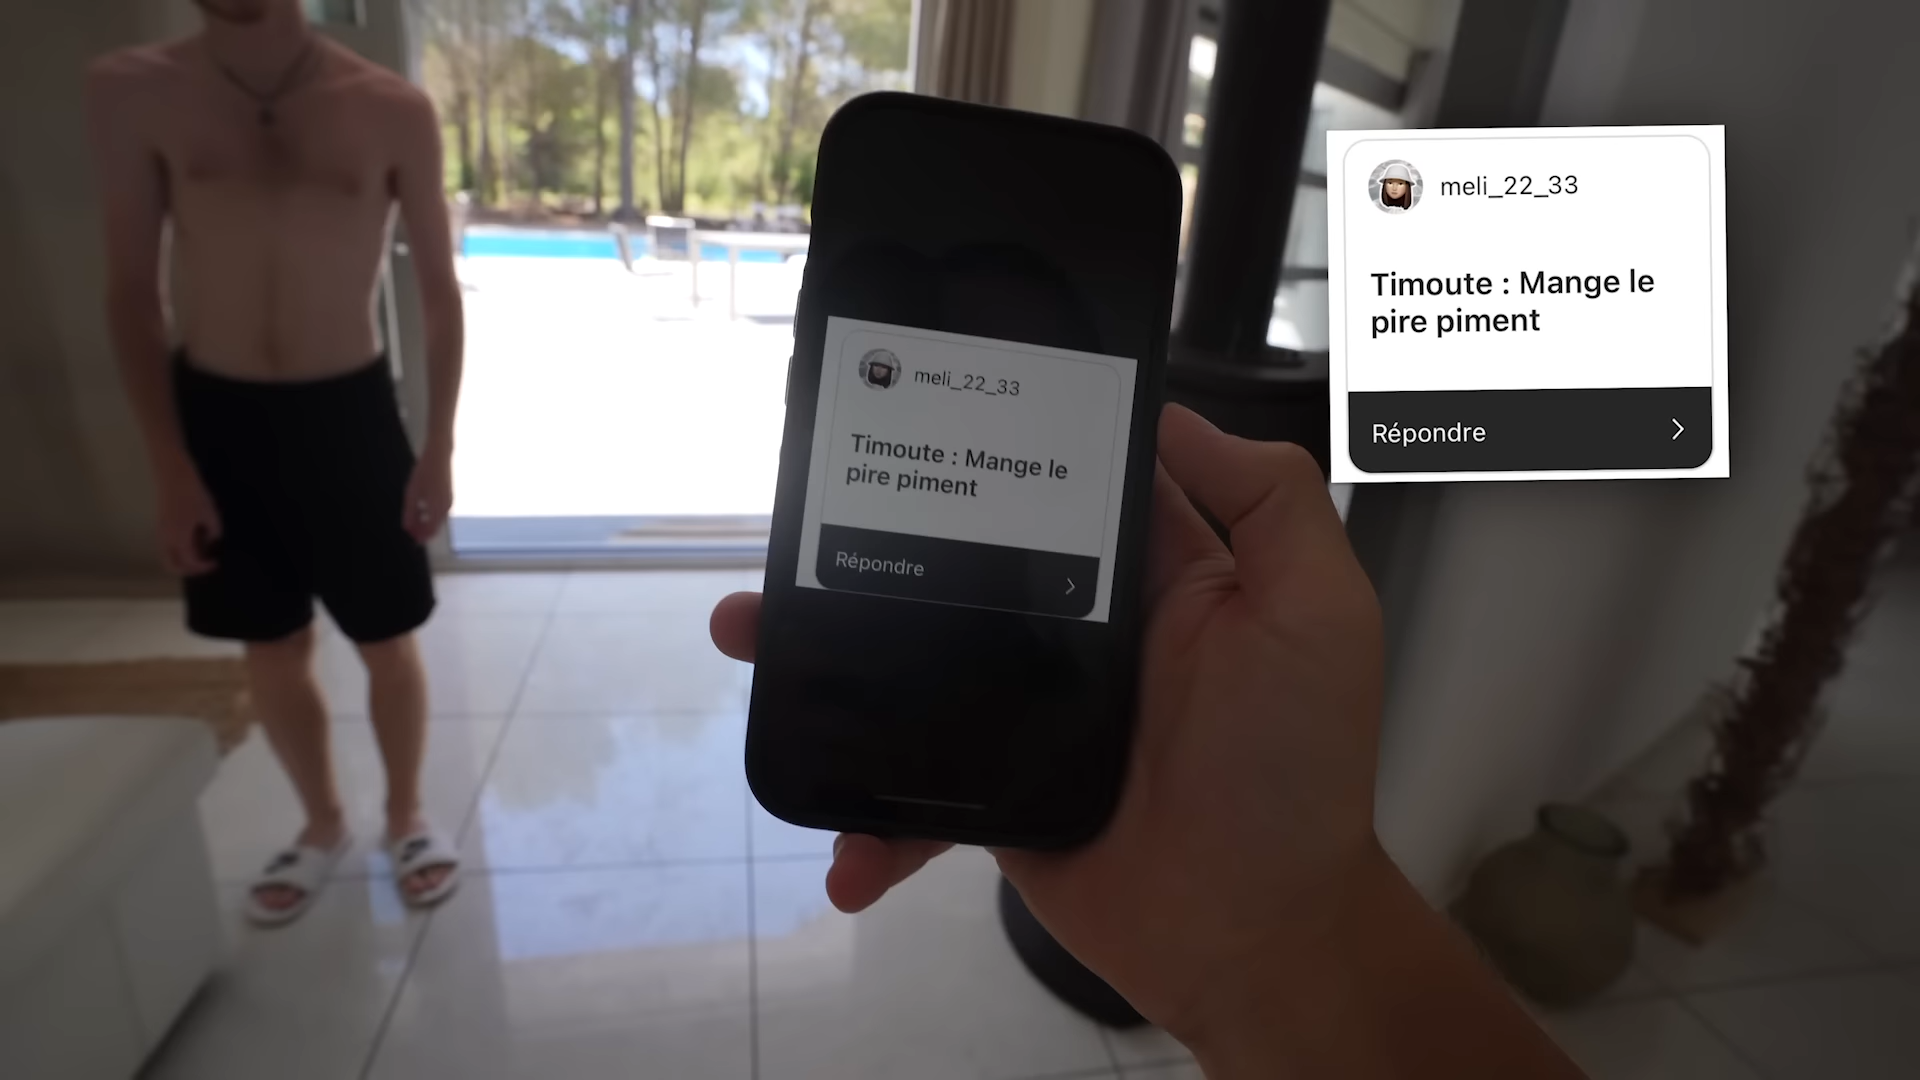 meli_22_33
Timoute : Mange le
pire piment
Répondre
meli_22_33
Timoute : Mange le
pire piment
Répondre